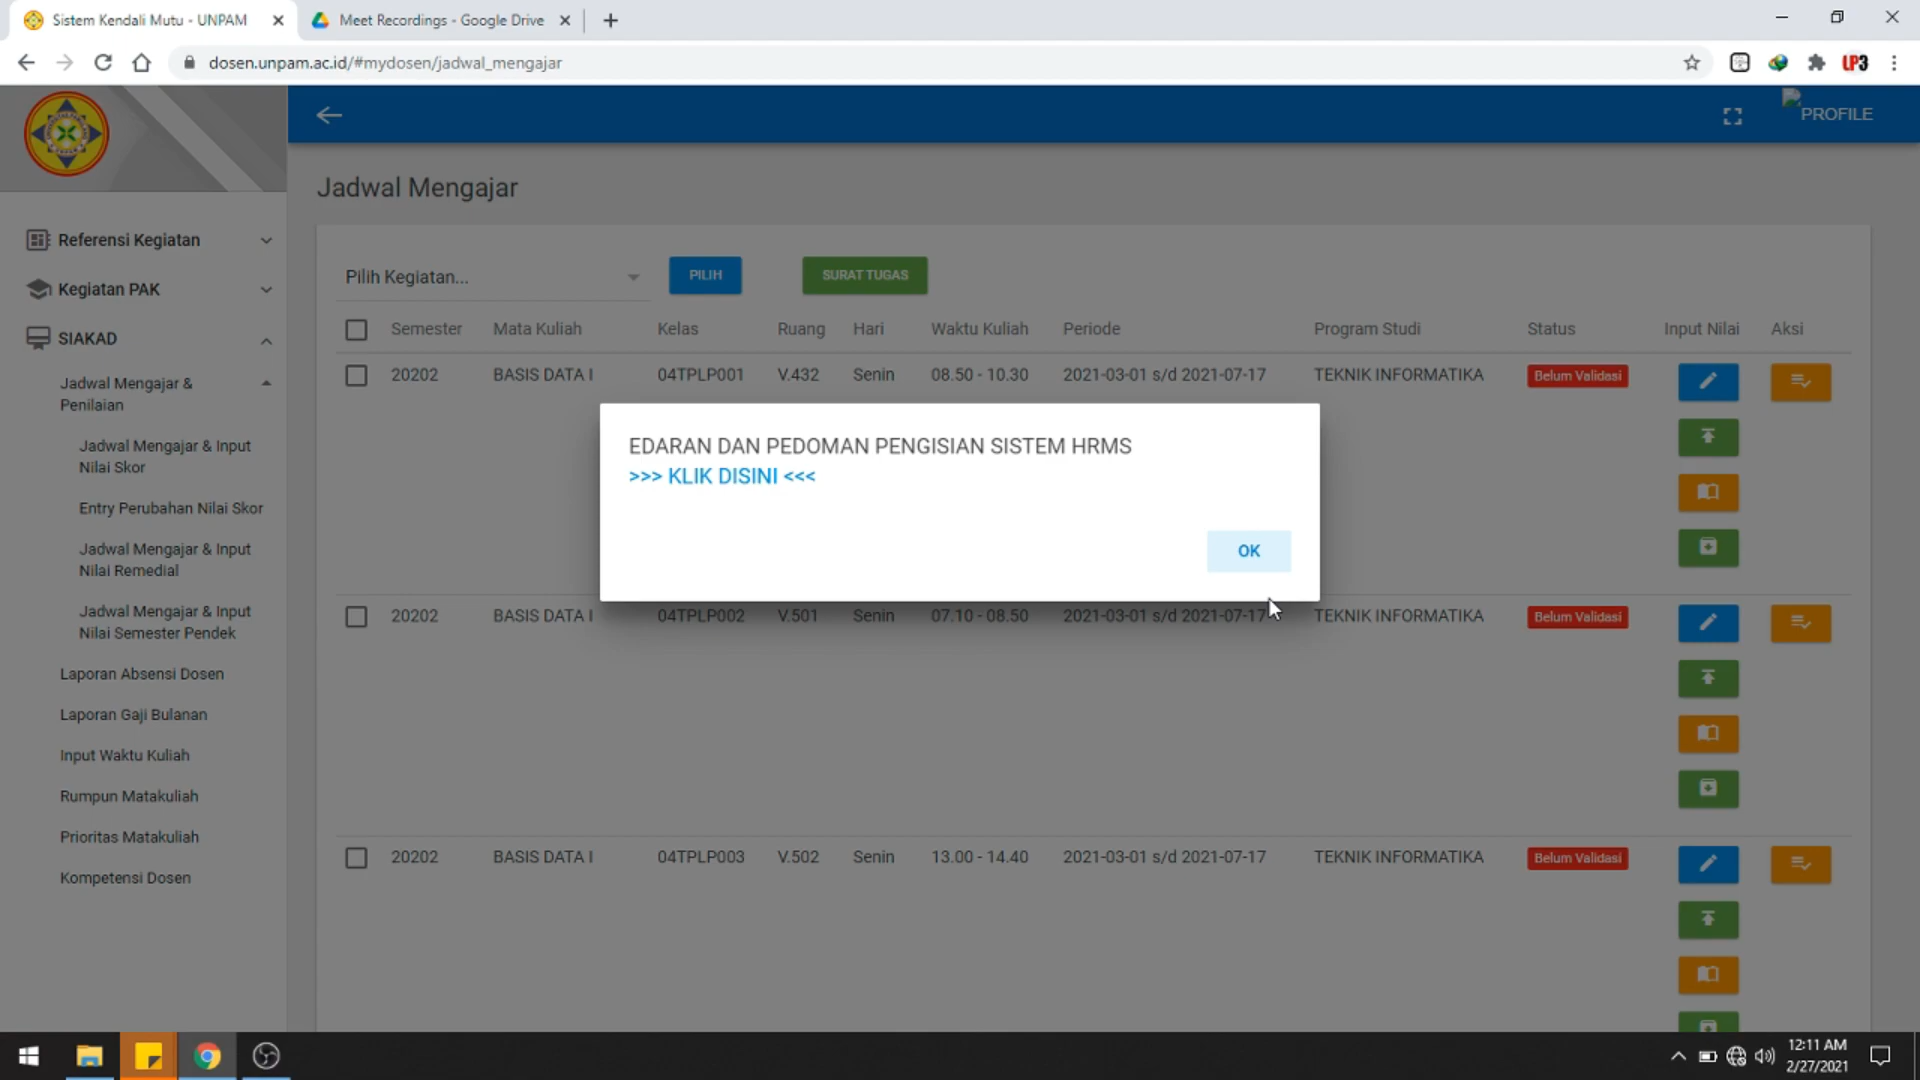 Sistem Kendali Mutu - UNPAM
Meet Recordings - Google Drive
dosen.unpam.ac.id/#mydosen/jadwal_mengajar
LP3
PROFILE
Jadwal Mengajar
Referensi Kegiatan
Kegiatan PAK
SIAKAD
Jadwal Mengajar &
Penilaian
Jadwal Mengajar & Input
Nilai Skor
Entry Perubahan Nilai Skor
Jadwal Mengajar & Input
Nilai Remedial
Jadwal Mengajar & Input
Nilai Semester Pendek
Laporan Absensi Dosen
Laporan Gaji Bulanan
Input Waktu Kuliah
Rumpun Matakuliah
Prioritas Matakuliah
Kompetensi Dosen
Pilih Kegiatan... PILIH SURAT TUGAS
Semester Mata Kuliah Kelas Ruang Hari Waktu Kuliah Periode Program Studi Status Input Nilai Aksi
20202 BASIS DATA I 04TPLP001 V.432 Senin 08.50 - 10.30 2021-03-01 s/d 2021-07-17 TEKNIK INFORMATIKA Belum Validasi
EDARAN DAN PEDOMAN PENGISIAN SISTEM HRMS
>>> KLIK DISINI <<<
OK
20202 BASIS DATA I 04TPLP002 V.501 Senin 07.10 - 08.50 2021-03-01 s/d 2021-07-17 TEKNIK INFORMATIKA Belum Validasi
20202 BASIS DATA I 04TPLP003 V.502 Senin 13.00 - 14.40 2021-03-01 s/d 2021-07-17 TEKNIK INFORMATIKA Belum Validasi
12:11 AM
2/27/2021